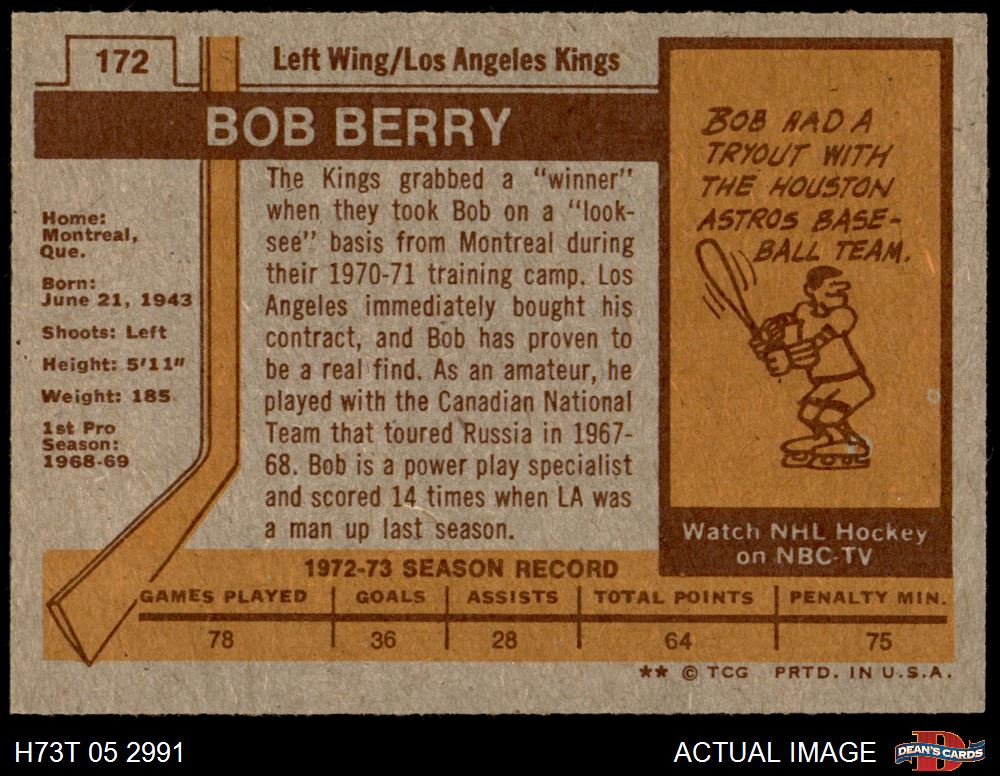 172
Left Wing/Los Angeles Kings
BOB BERRY
Home:
Montreal,
Que.
Born:
June 21, 1943
Shoots: Left
Height: 5'11"
Weight: 185
1st Pro
Season:
1968-69
The Kings grabbed a "winner"
when they took Bob on a "look-
see" basis from Montreal during
their 1970-71 training camp. Los
Angeles immediately bought his
contract, and Bob has proven to
be a real find. As an amateur, he
played with the Canadian National
Team that toured Russia in 1967-
68. Bob is a power play specialist
and scored 14 times when LA was
a man up last season.
BOB HAD A
TRYOUT WITH
THE HOUSTON
ASTROS BASE-
BALL TEAM.
Watch NHL Hockey
on NBC-TV
1972-73 SEASON RECORD
GAMES PLAYED GOALS ASSISTS TOTAL POINTS PENALTY MIN.
78 36 28 64 75
** © TCG PRTD. IN U.S.A.
H73T 05 2991 ACTUAL IMAGE DEAN'S CARDS